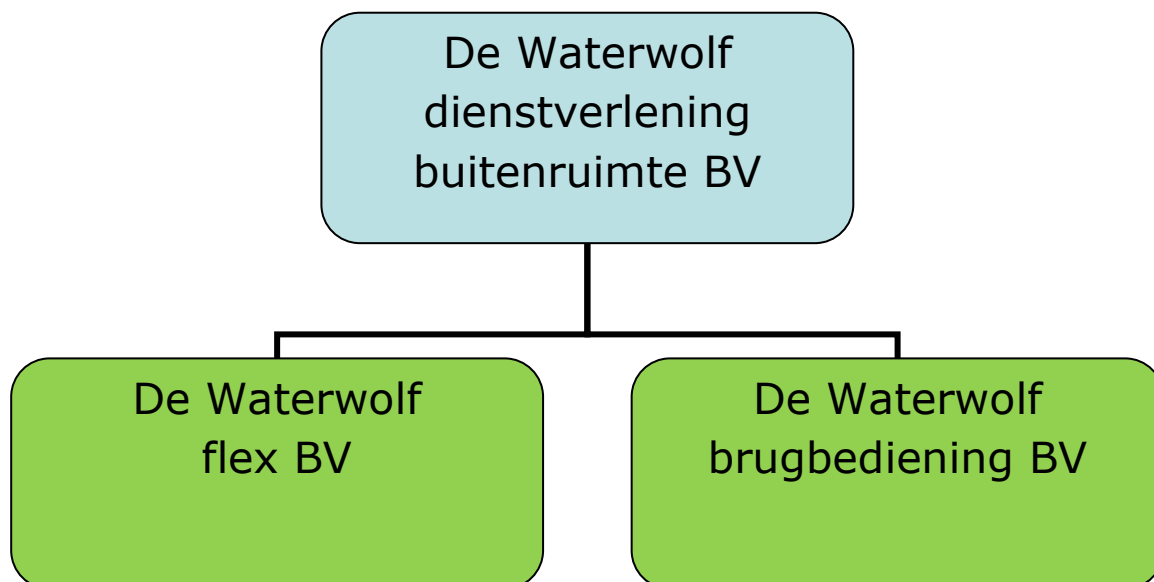 De Waterwolf
dienstverlening
buitenruimte BV
De Waterwolf
flex BV
De Waterwolf
brugbediening BV